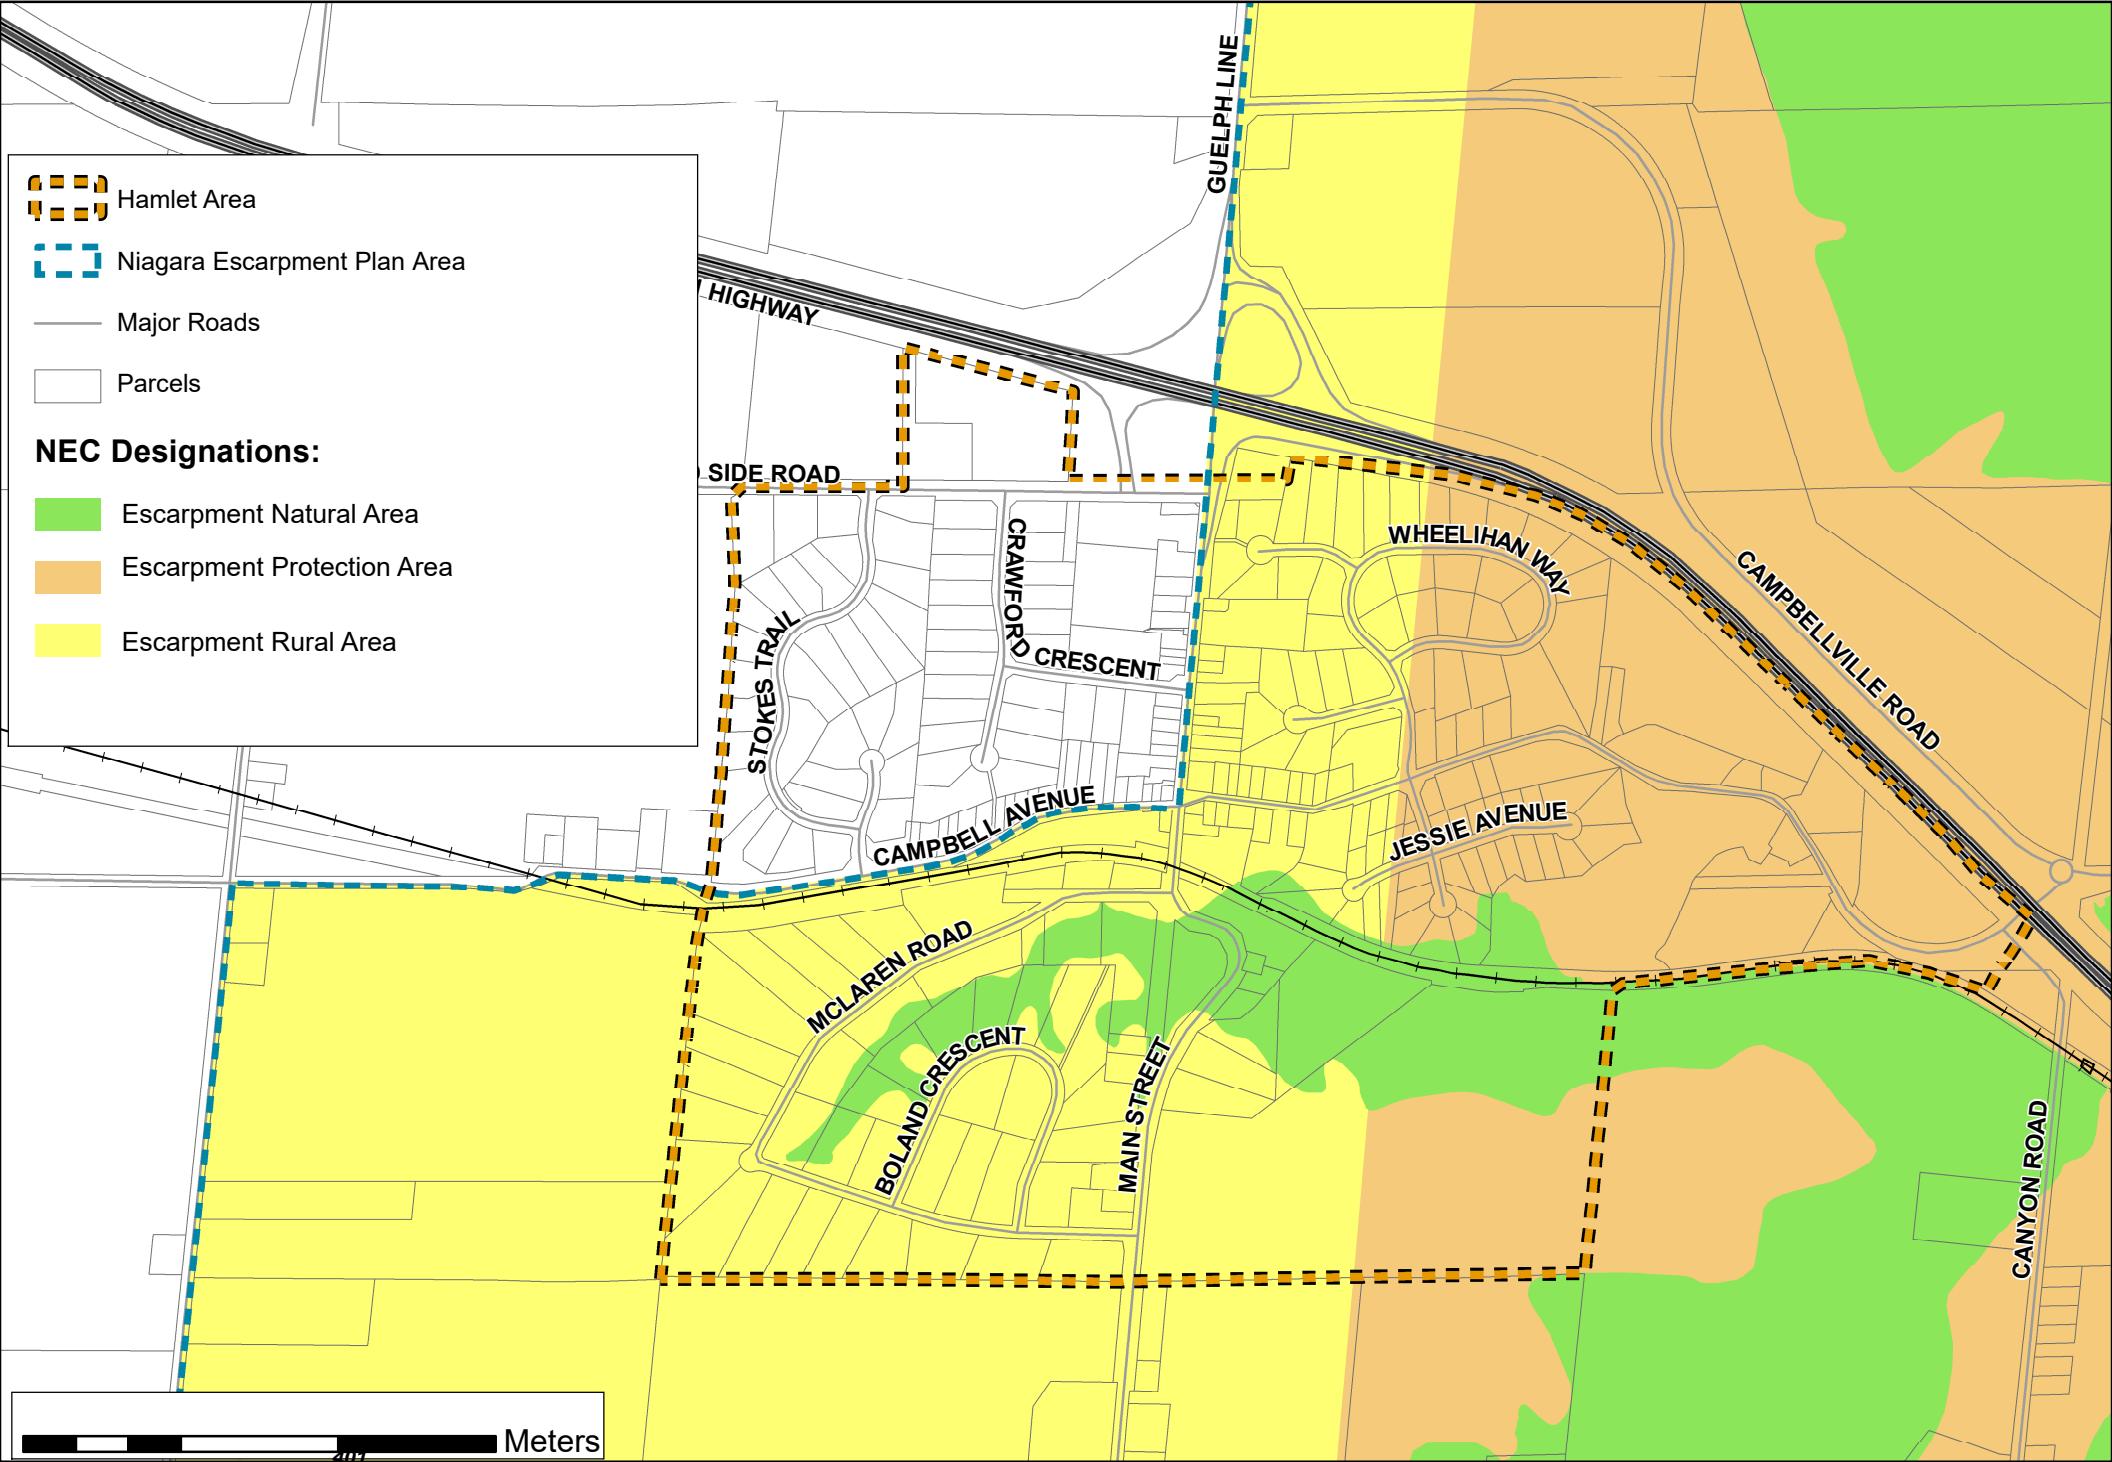 GUELPH LINE
Hamlet Area
Niagara Escarpment Plan Area
Major Roads
Parcels
NEC Designations:
Escarpment Natural Area
Escarpment Protection Area
Escarpment Rural Area
HIGHWAY
SIDE ROAD
CRAWFORD
CRESCENT
WHEELIHAN WAY
CAMPBELLVILLE ROAD
STOKES TRAIL
CAMPBELL AVENUE
JESSIE AVENUE
MCLAREN ROAD
BOLAND CRESCENT
MAIN STREET
CANYON ROAD
Meters
401